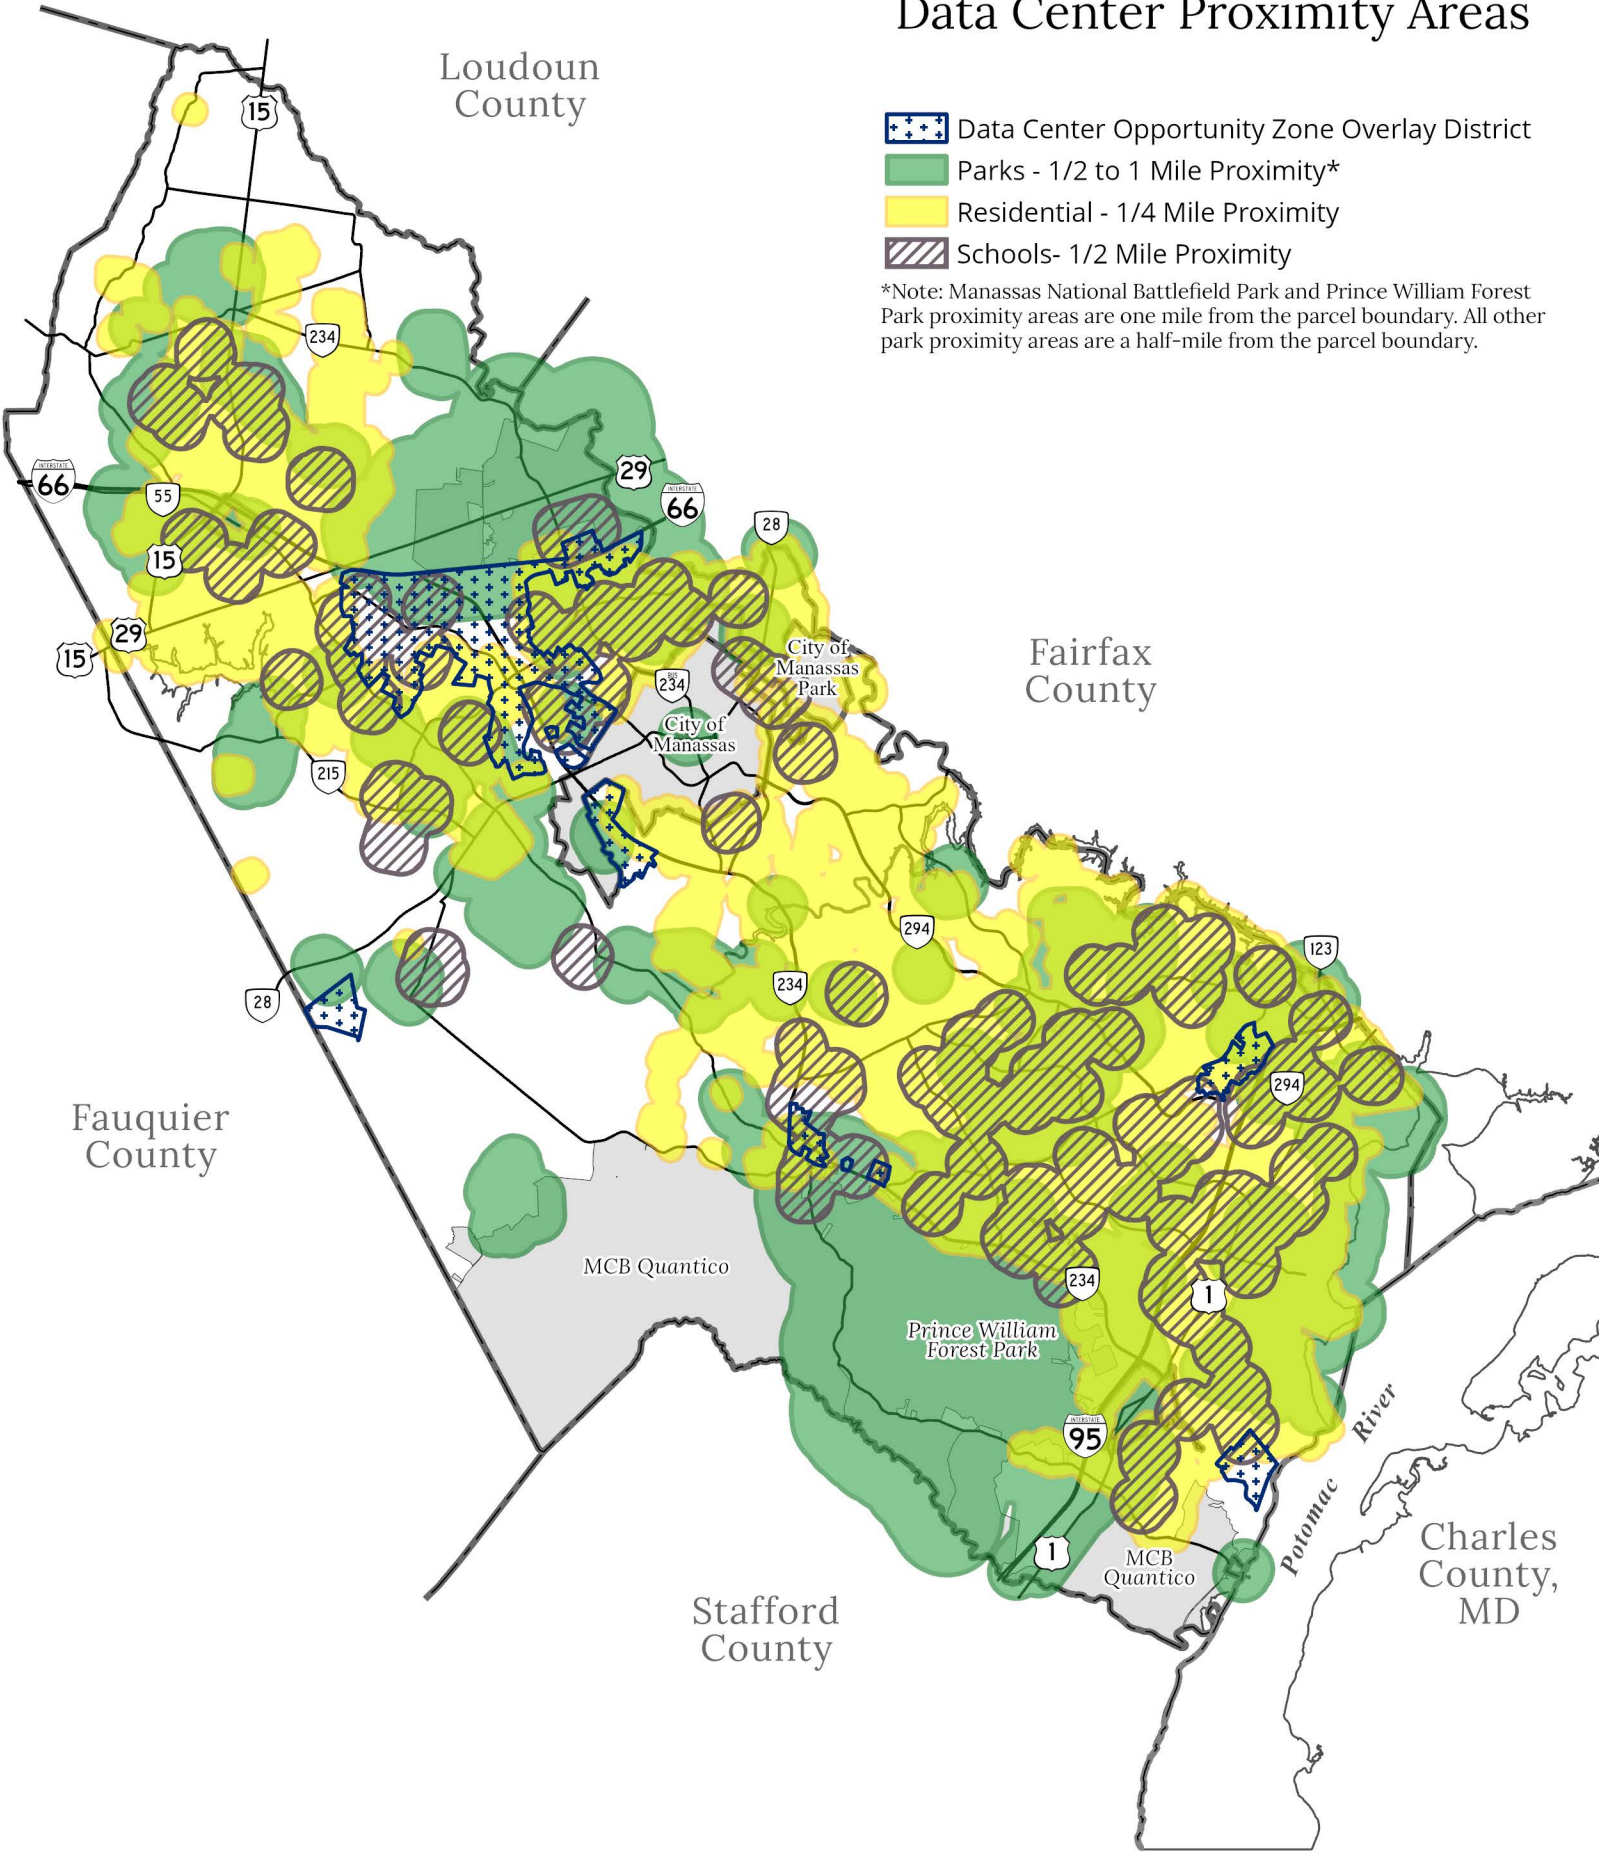 Data Center Proximity Areas
Loudoun
County
Data Center Opportunity Zone Overlay District
Parks - 1/2 to 1 Mile Proximity*
Residential - 1/4 Mile Proximity
Schools- 1/2 Mile Proximity
*Note: Manassas National Battlefield Park and Prince William Forest
Park proximity areas are one mile from the parcel boundary. All other
park proximity areas are a half-mile from the parcel boundary.
15
234
29
INTERSTATE
66
INTERSTATE
66
55
28
15
29
15
Fairfax
County
City of
Manassas
Park
BUS
234
City of
Manassas
215
294
123
234
28
294
Fauquier
County
MCB Quantico
234
1
Prince William
Forest Park
INTERSTATE
95
River
Potomac
1
MCB
Quantico
Charles
County,
MD
Stafford
County